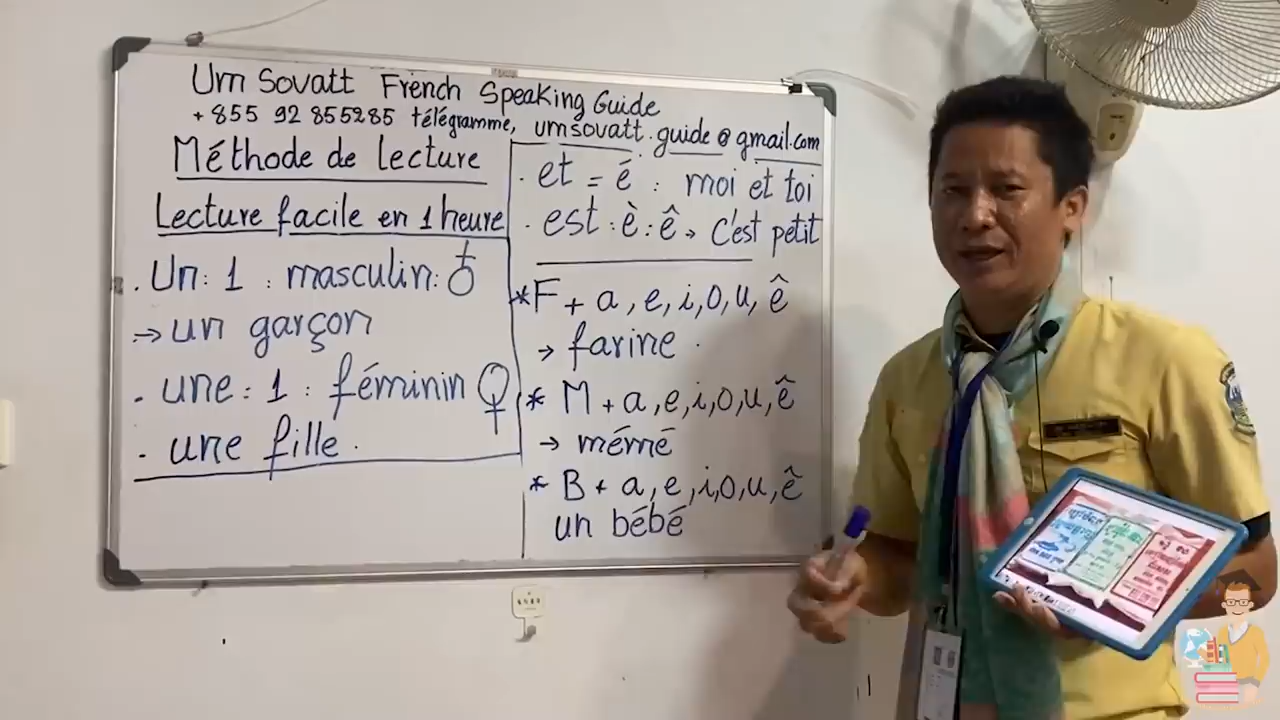 Um Sovatt French Speaking Guide
+855 92 855285 télégramme, umsovatt.guide@gmail.com
Méthode de lecture
Lecture facile en 1 heure
. Un : 1 : masculin : ♂
→ un garçon
. une : 1 : féminin ♀
. une fille .
. et = é : moi et toi
. est : è : ê → c'est petit
* F + a, e, i, o, u, ê
→ farine .
* M + a, e, i, o, u, ê
→ mémé
* B + a, e, i, o, u, ê
un bébé